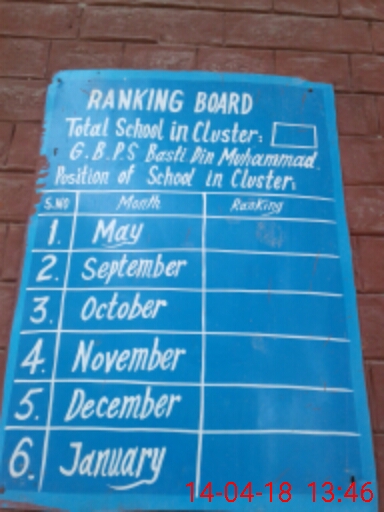 RANKING BOARD
Total School in Cluster:
G.B.P.S Basti Din Muhammad.
Position of School in Cluster:
S.NO Month Ranking
1. May
2. September
3. October
4. November
5. December
6. January
14-04-18 13:46